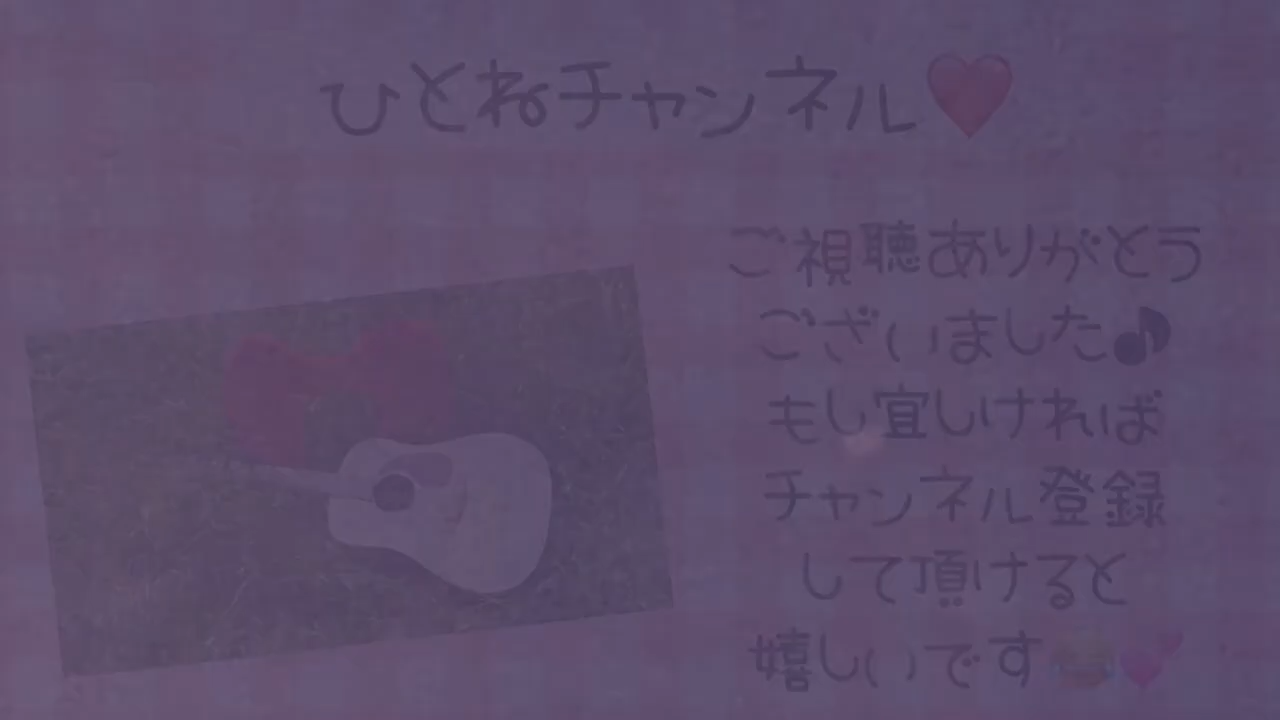 ひとねチャンネル❤️
ご視聴ありがとう
ございました♪
もし宜しければ
チャンネル登録
して頂けると
嬉しいです😂💕